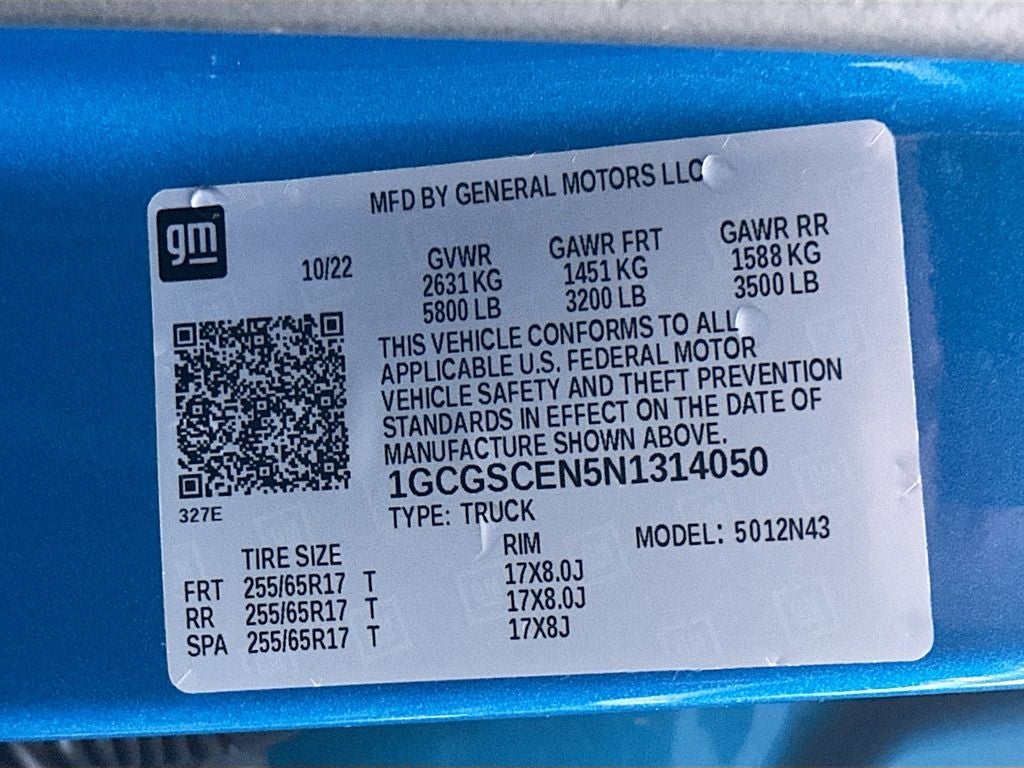 MFD BY GENERAL MOTORS LLC
gm
10/22
GVWR GAWR FRT GAWR RR
2631 KG 1451 KG 1588 KG
5800 LB 3200 LB 3500 LB
THIS VEHICLE CONFORMS TO ALL
APPLICABLE U.S. FEDERAL MOTOR
VEHICLE SAFETY AND THEFT PREVENTION
STANDARDS IN EFFECT ON THE DATE OF
MANUFACTURE SHOWN ABOVE.
1GCGSCEN5N1314050
327E
TYPE: TRUCK
MODEL: 5012N43
TIRE SIZE RIM
FRT 255/65R17 T 17X8.0J
RR 255/65R17 T 17X8.0J
SPA 255/65R17 T 17X8J